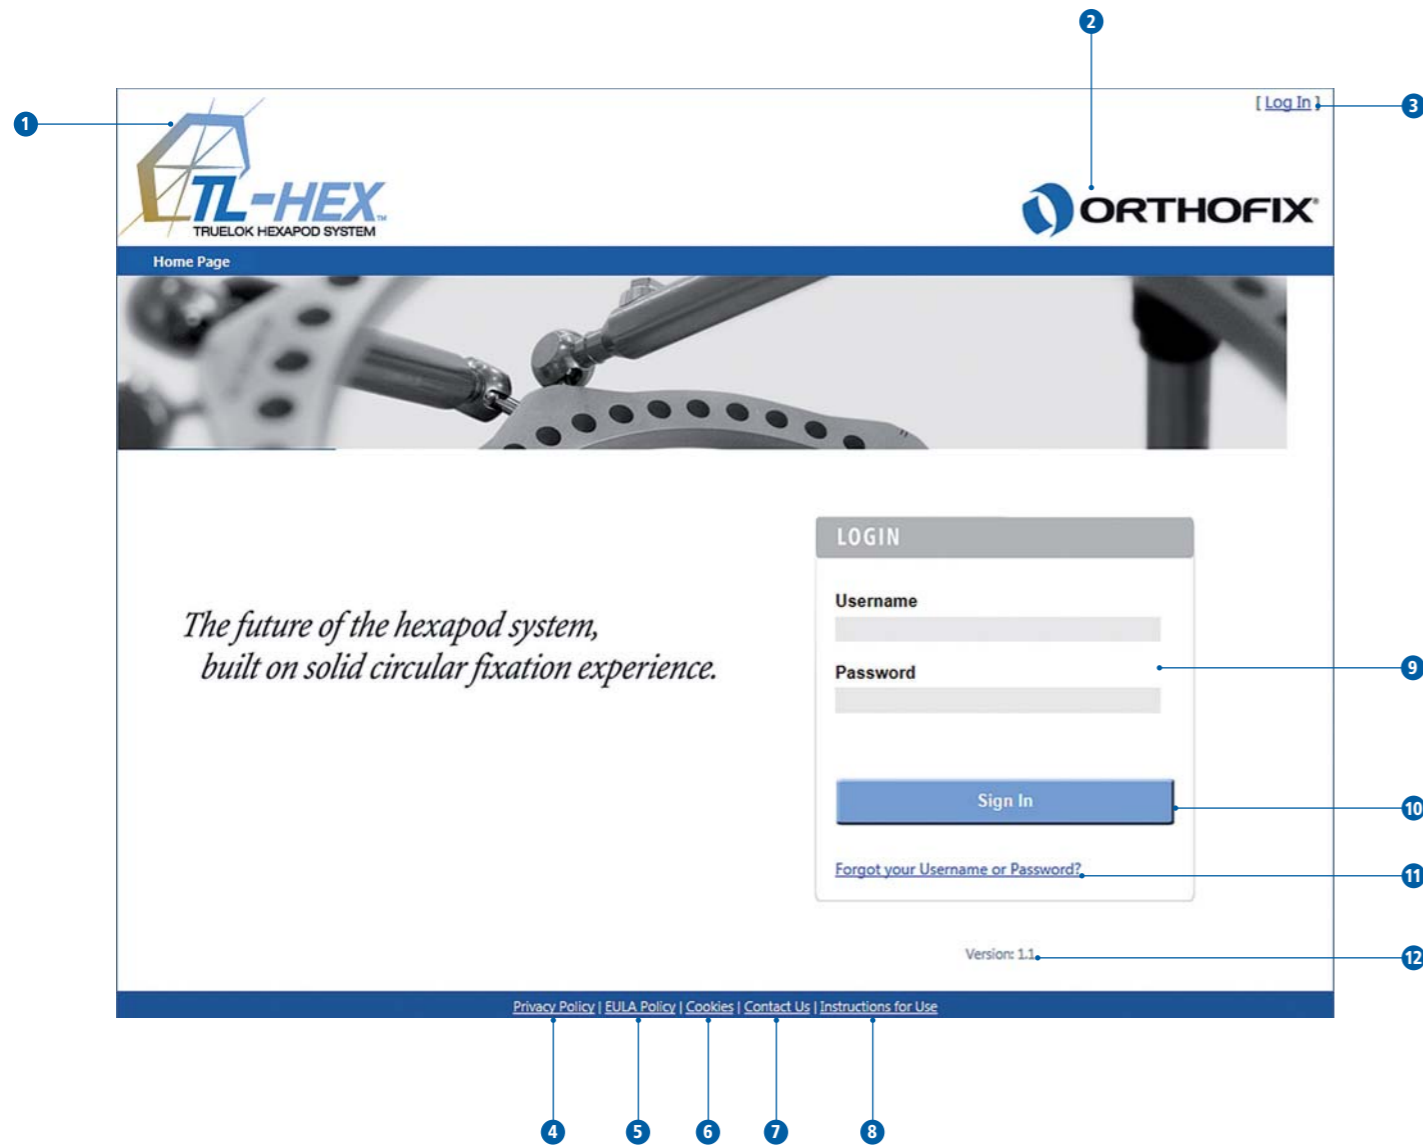 2
[ Log In ]
1
3
TL-HEX™
TRUELOK HEXAPOD SYSTEM
ORTHOFIX®
Home Page
LOGIN
Username
The future of the hexapod system,
built on solid circular fixation experience.
Password
9
Sign In
10
Forgot your Username or Password?
11
Version: 1.1
12
Privacy Policy | EULA Policy | Cookies | Contact Us | Instructions for Use
4 5 6 7 8